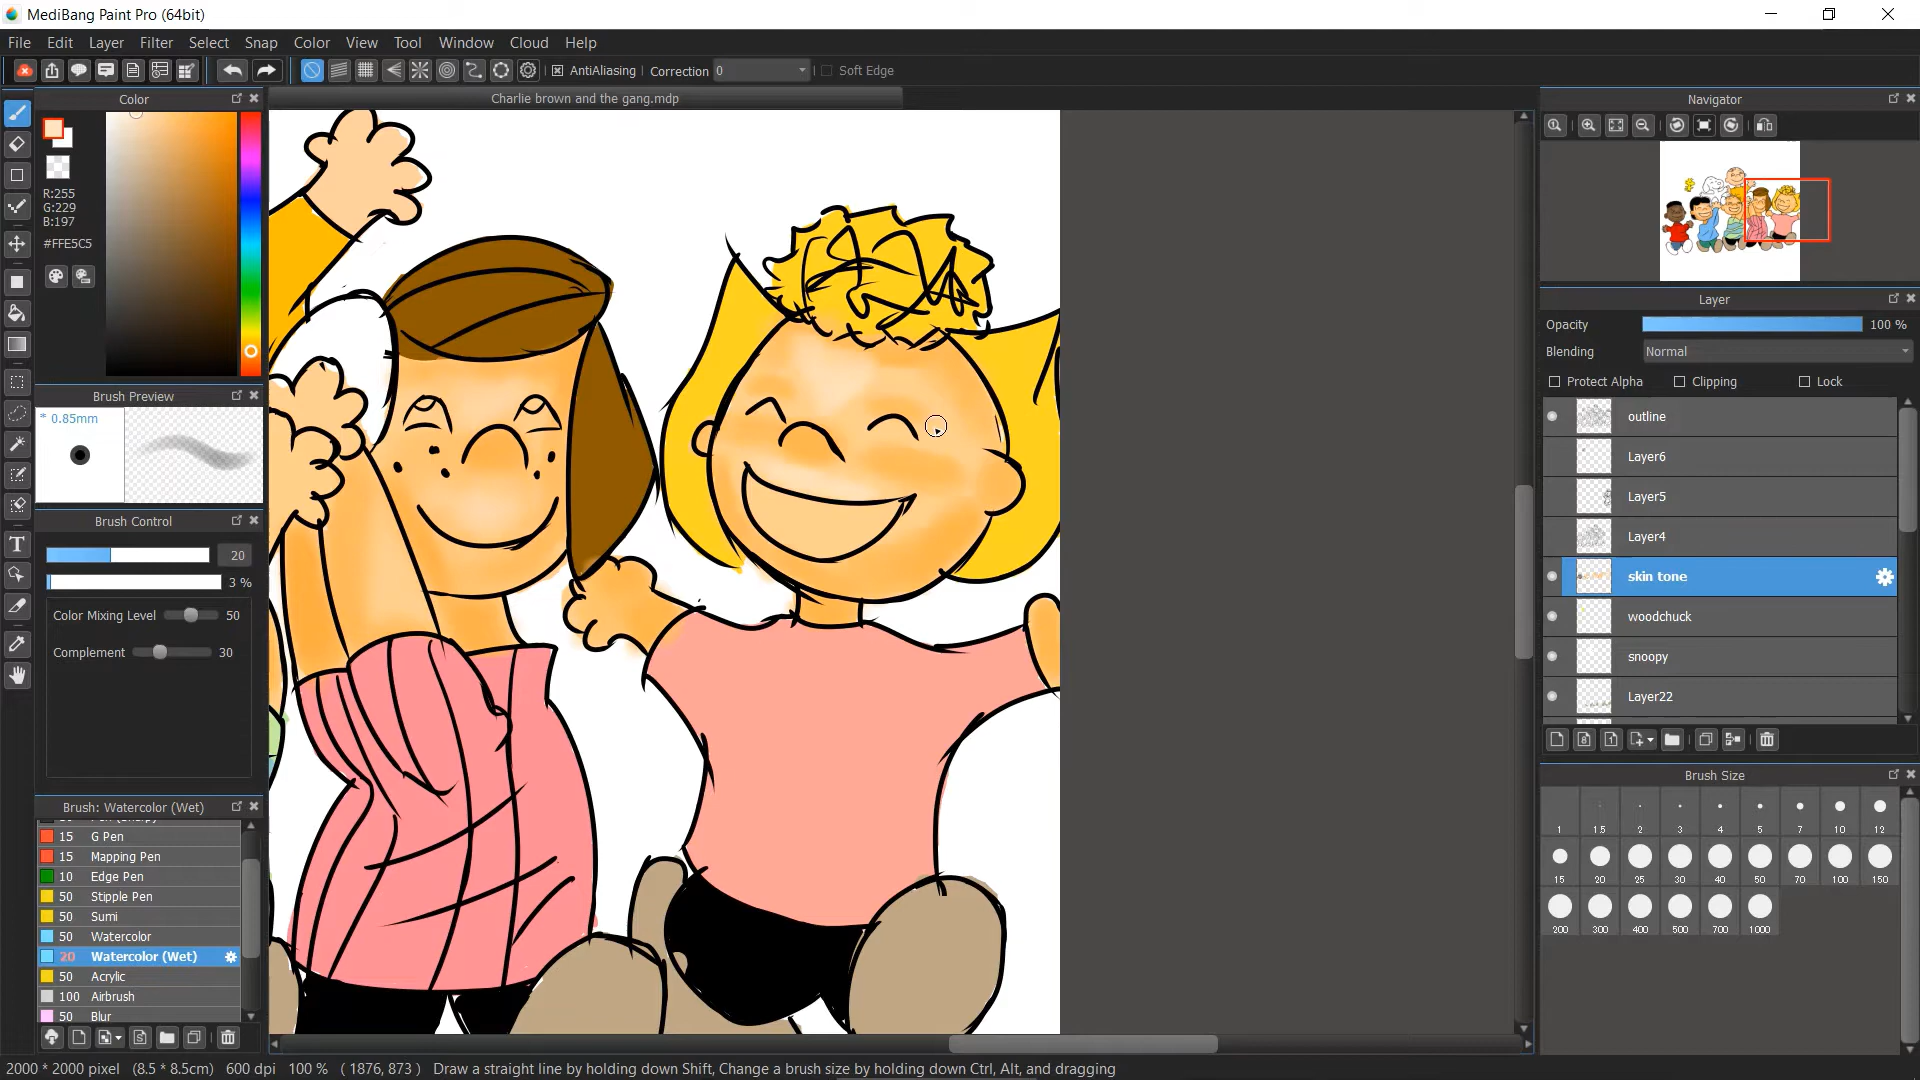 MediBang Paint Pro (64bit)
File Edit Layer Filter Select Snap Color View Tool Window Cloud Help
AntiAliasing Correction 0 Soft Edge
Color
Charlie brown and the gang.mdp
Navigator
R:255
G:229
B:197
#FFE5C5
Layer
Opacity 100 %
Blending Normal
Protect Alpha Clipping Lock
Brush Preview
* 0.85mm
outline
Layer6
Layer5
Layer4
skin tone
woodchuck
snoopy
Layer22
Brush Control
20
3 %
Color Mixing Level 50
Complement 30
Brush Size
1 1.5 2 3 4 5 7 10 12
15 20 25 30 40 50 70 100 150
200 300 400 500 700 1000
Brush: Watercolor (Wet)
15 G Pen
15 Mapping Pen
10 Edge Pen
50 Stipple Pen
50 Sumi
50 Watercolor
20 Watercolor (Wet)
50 Acrylic
100 Airbrush
50 Blur
2000 * 2000 pixel (8.5 * 8.5cm) 600 dpi 100 % ( 1876, 873 ) Draw a straight line by holding down Shift, Change a brush size by holding down Ctrl, Alt, and dragging